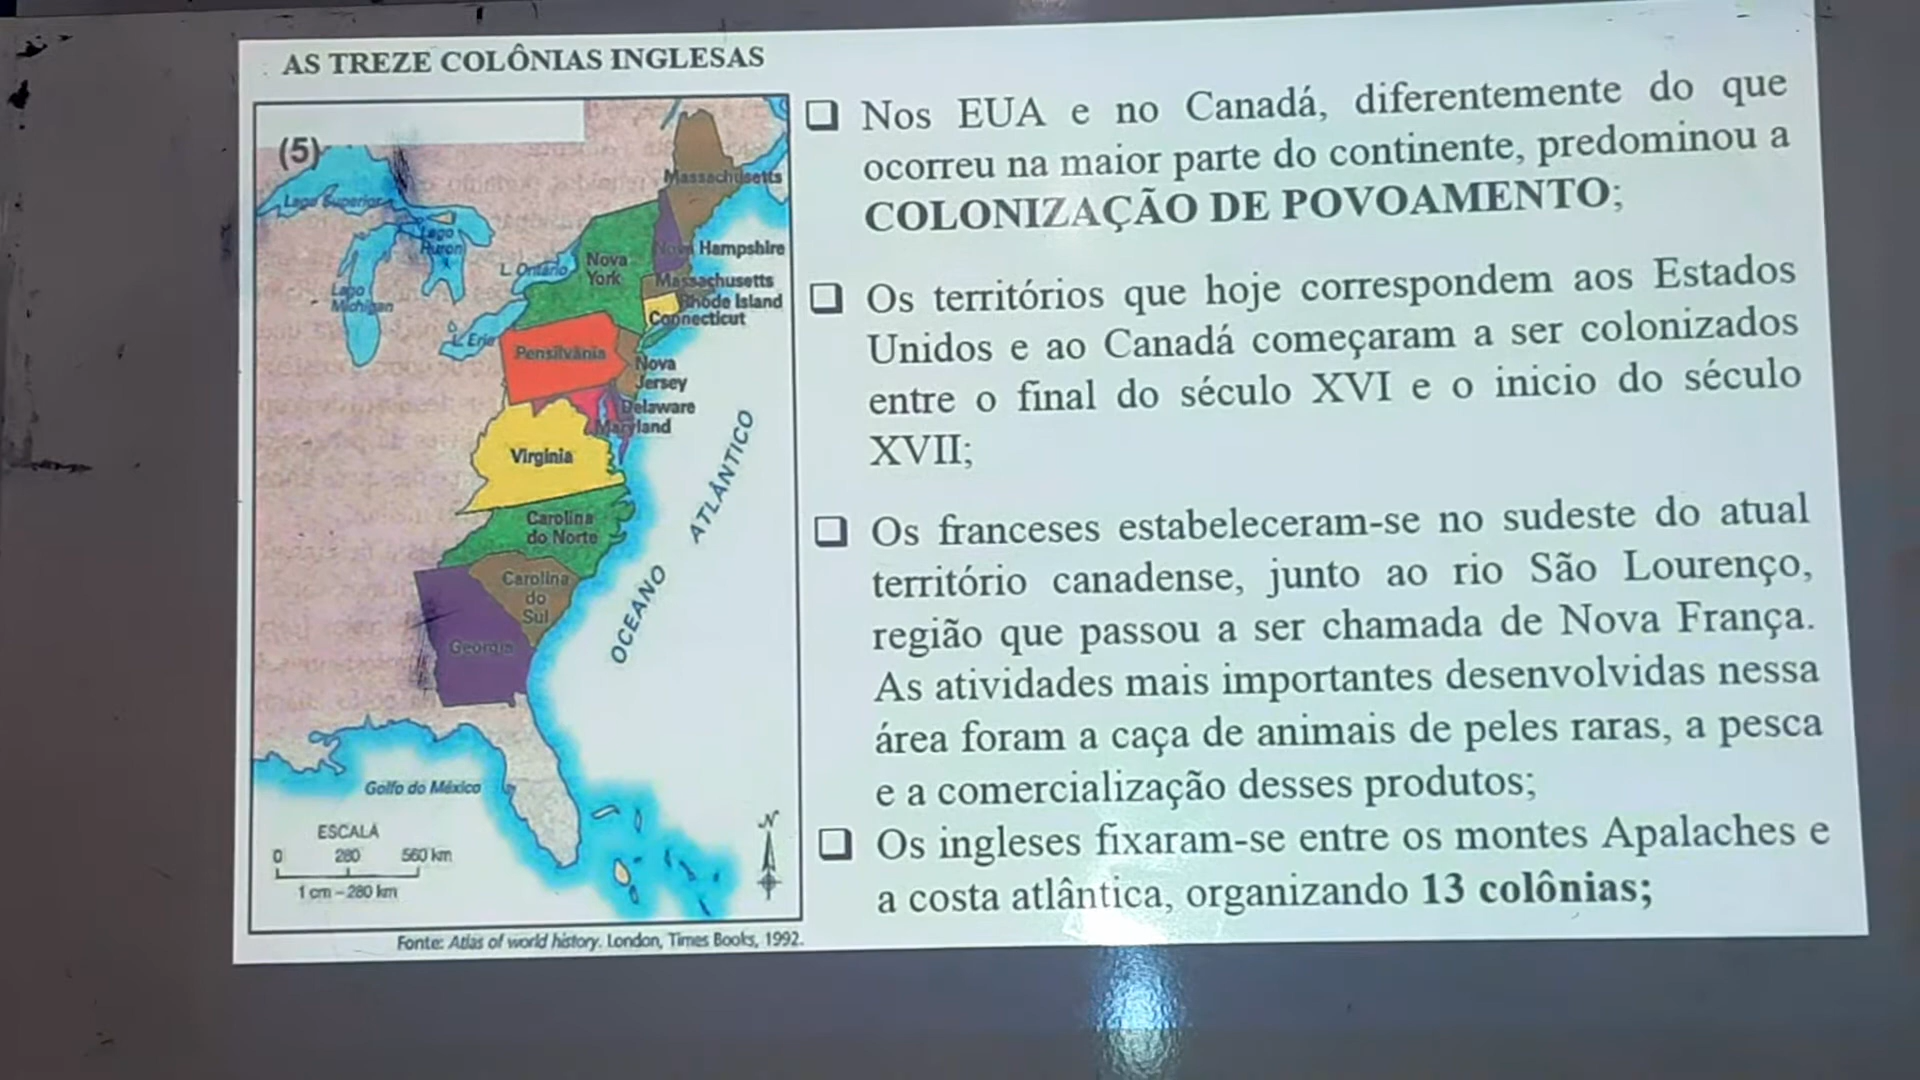 AS TREZE COLÔNIAS INGLESAS
(5)
Lago Superior
Lago
Huron
Lago
Michigan
L. Ontário
L. Erie
Massachusetts
Nova Hampshire
Nova
York
Massachusetts
Rhode Island
Connecticut
Pensilvânia
Nova
Jersey
Delaware
Maryland
Virginia
Carolina
do Norte
Carolina
do
Sul
Georgia
OCEANO ATLÂNTICO
Golfo do México
ESCALA
0 280 560 km
1 cm – 280 km
N
Fonte: Atlas of world history. London, Times Books, 1992.
❑ Nos EUA e no Canadá, diferentemente do que
ocorreu na maior parte do continente, predominou a
COLONIZAÇÃO DE POVOAMENTO;
❑ Os territórios que hoje correspondem aos Estados
Unidos e ao Canadá começaram a ser colonizados
entre o final do século XVI e o inicio do século
XVII;
❑ Os franceses estabeleceram-se no sudeste do atual
território canadense, junto ao rio São Lourenço,
região que passou a ser chamada de Nova França.
As atividades mais importantes desenvolvidas nessa
área foram a caça de animais de peles raras, a pesca
e a comercialização desses produtos;
❑ Os ingleses fixaram-se entre os montes Apalaches e
a costa atlântica, organizando 13 colônias;